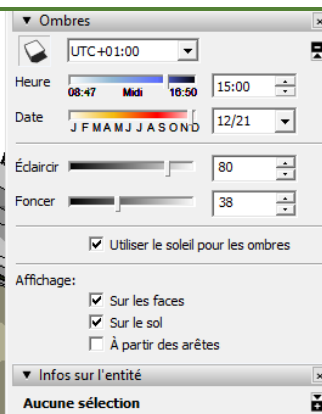 Ombres
UTC+01:00
Heure 08:47 Midi 16:50 15:00
Date J F M A M J J A S O N D 12/21
Éclaircir 80
Foncer 38
Utiliser le soleil pour les ombres
Affichage:
Sur les faces
Sur le sol
À partir des arêtes
Infos sur l'entité
Aucune sélection